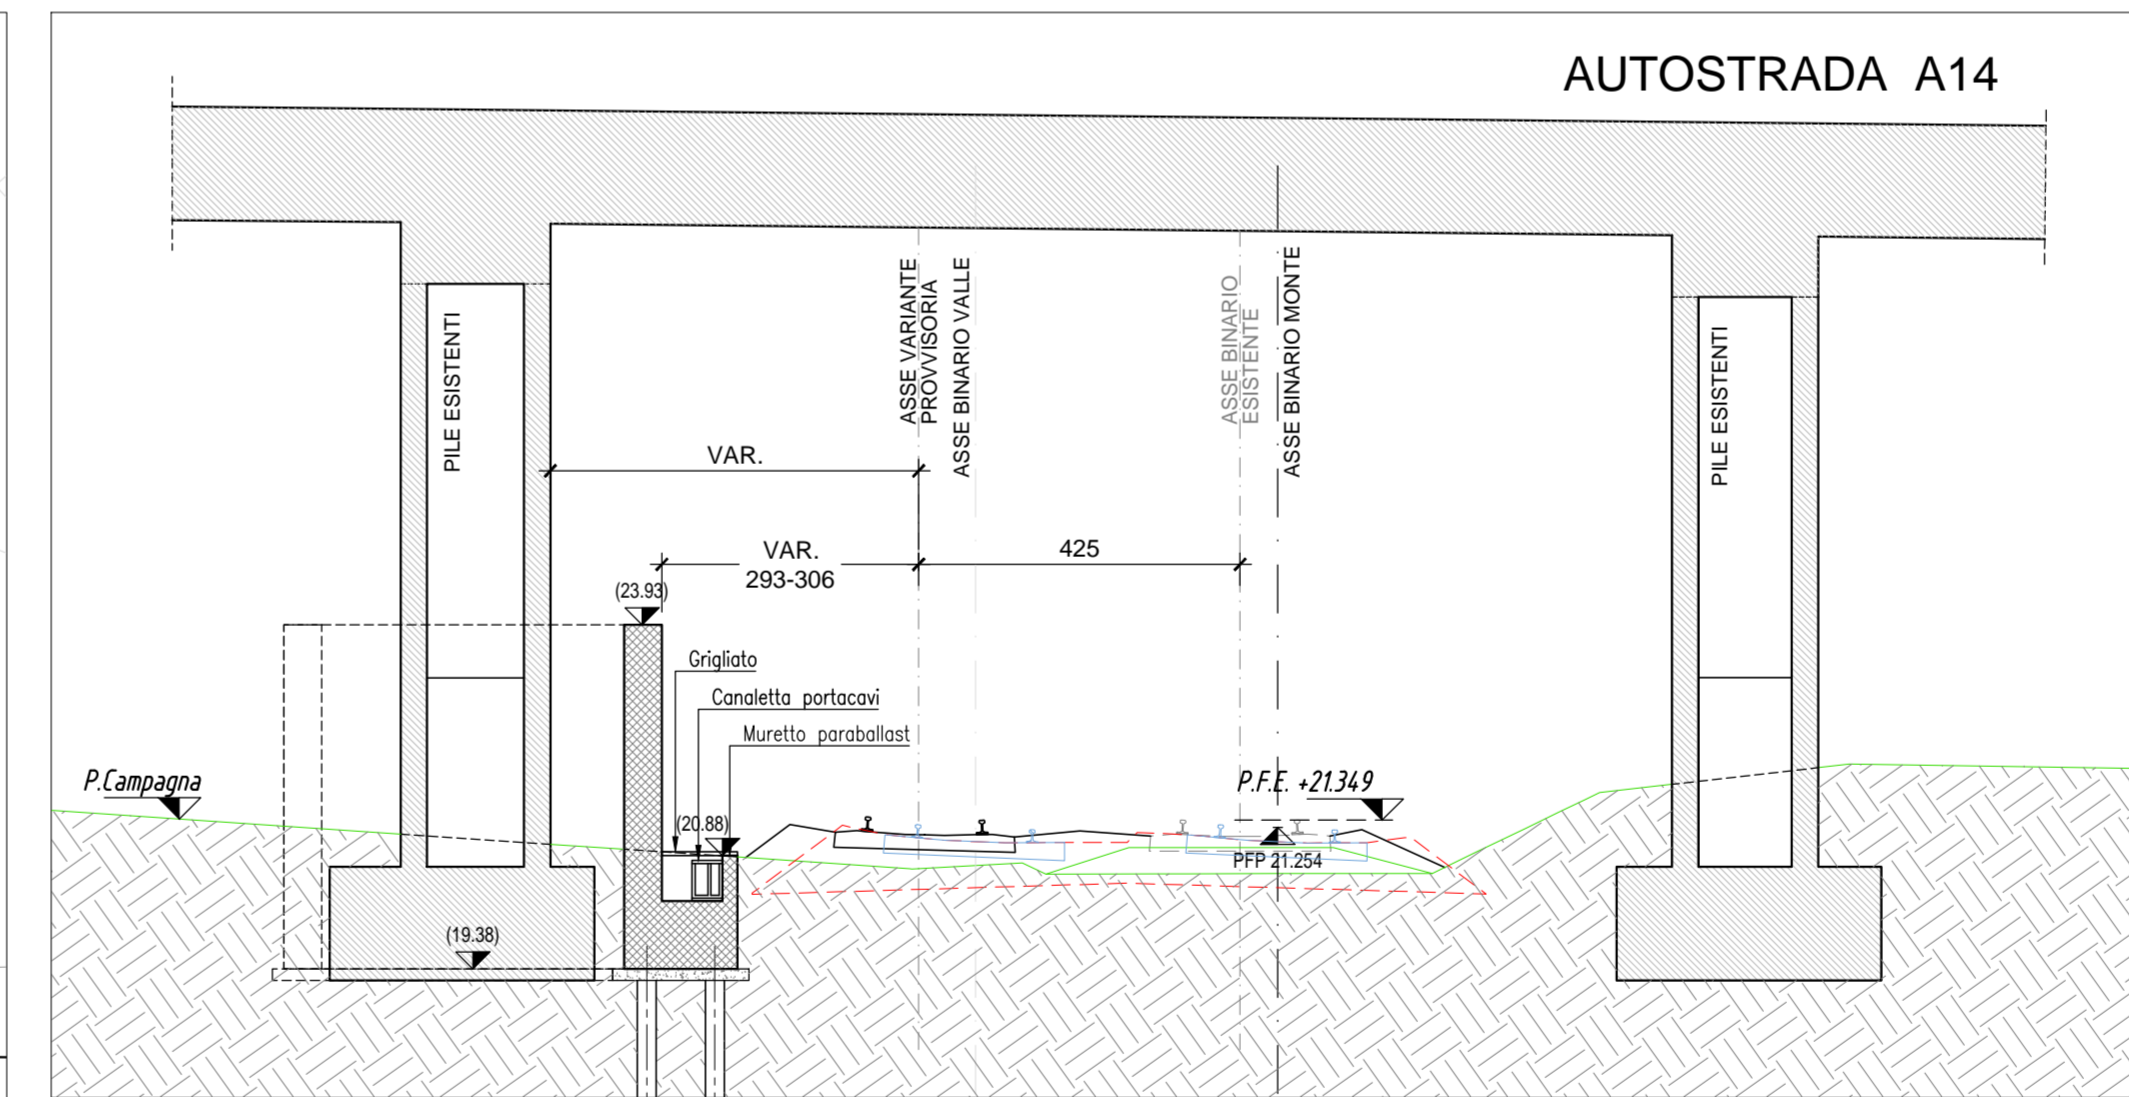 AUTOSTRADA A14
PILE ESISTENTI
ASSE VARIANTE
PROVVISORIA
ASSE BINARIO VALLE
ASSE BINARIO
ESISTENTE
ASSE BINARIO MONTE
PILE ESISTENTI
VAR.
VAR.
293-306
425
(23.93)
Grigliato
Canaletta portacavi
Muretto paraballast
P.Campagna
P.F.E. +21.349
(20.88)
PFP 21.254
(19.38)